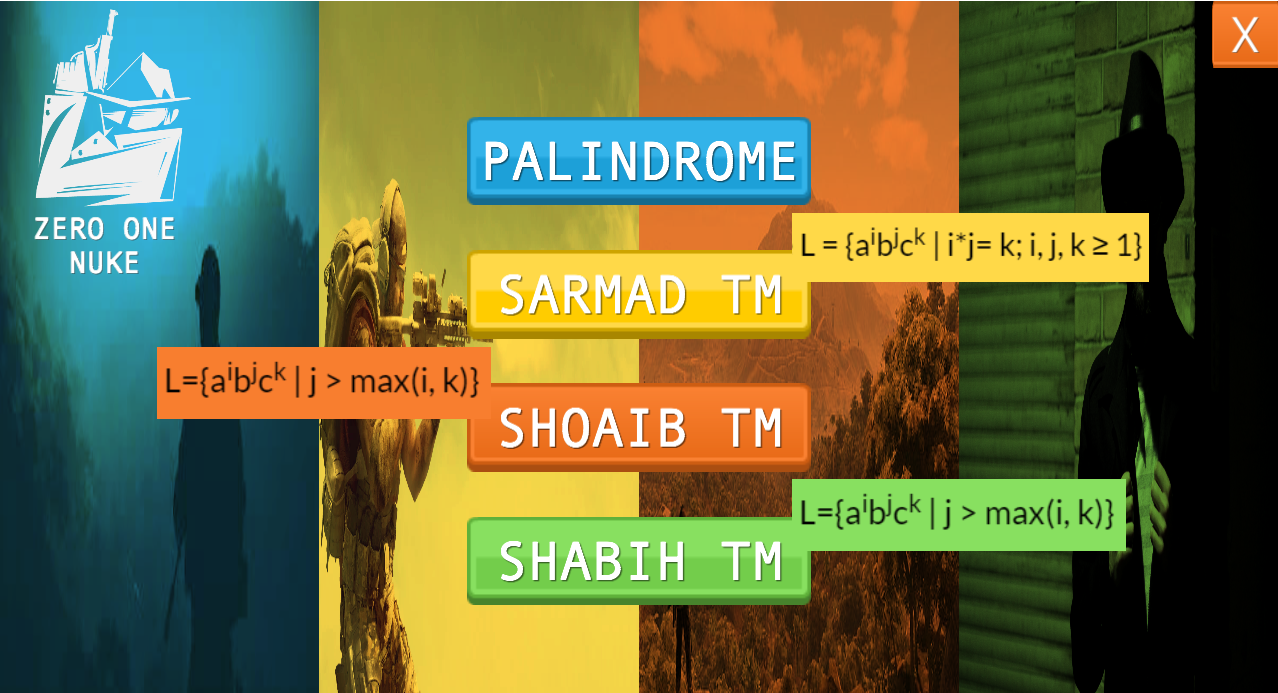 X
ZERO ONE
NUKE
PALINDROME
L = {aⁱbʲcᵏ | i*j= k; i, j, k ≥ 1}
SARMAD TM
L={aⁱbʲcᵏ | j > max(i, k)}
SHOAIB TM
L={aⁱbʲcᵏ | j > max(i, k)}
SHABIH TM